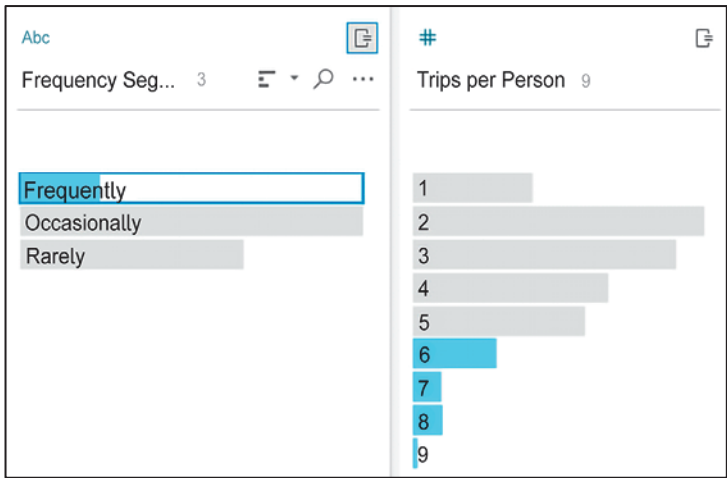 Abc
Frequency Seg... 3
Frequently
Occasionally
Rarely
#
Trips per Person 9
1
2
3
4
5
6
7
8
9